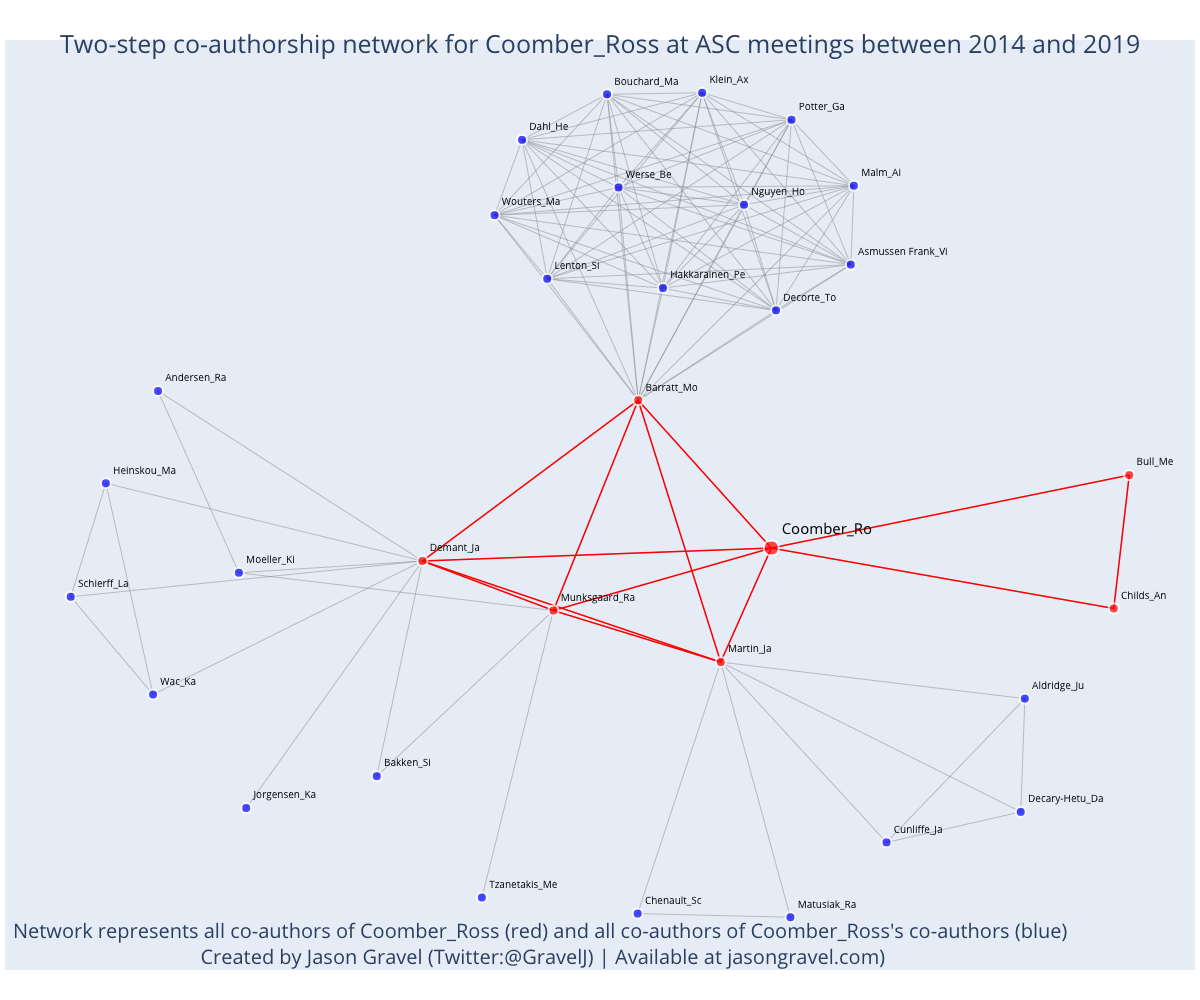 Two-step co-authorship network for Coomber_Ross at ASC meetings between 2014 and 2019
Klein_Ax
Bouchard_Ma
Potter_Ga
Dahl_He
Malm_Ai
Werse_Be
Nguyen_Ho
Wouters_Ma
Asmussen Frank_Vi
Lenton_Si
Hakkarainen_Pe
Decorte_To
Andersen_Ra
Barratt_Mo
Bull_Me
Heinskou_Ma
Coomber_Ro
Demant_Ja
Moeller_Ki
Schierff_La
Childs_An
Munksgaard_Ra
Martin_Ja
Wac_Ka
Aldridge_Ju
Bakken_Si
Jorgensen_Ka
Decary-Hetu_Da
Cunliffe_Ja
Tzanetakis_Me
Chenault_Sc
Matusiak_Ra
Network represents all co-authors of Coomber_Ross (red) and all co-authors of Coomber_Ross's co-authors (blue)
Created by Jason Gravel (Twitter:@GravelJ) | Available at jasongravel.com)